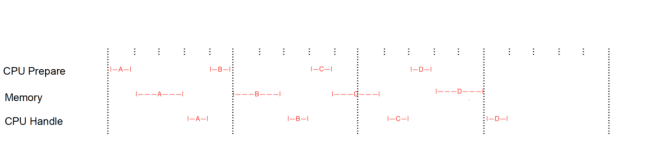 CPU Prepare |—A—| |—B—| |—C—| |—D—|
Memory |———A———| |———B———| |———C———| |———D———|
CPU Handle |—A—| |—B—| |—C—| |—D—|